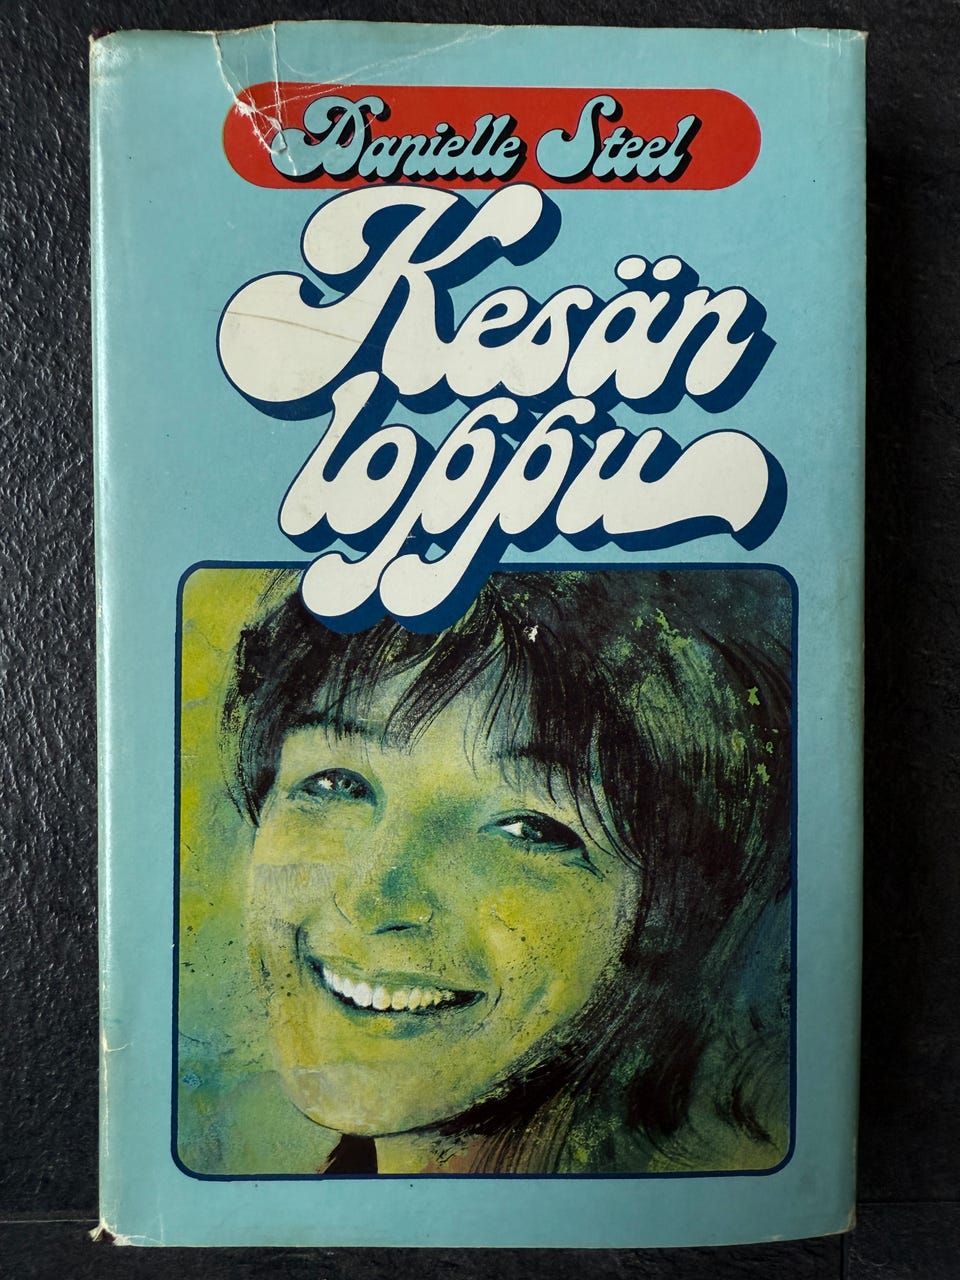 Danielle Steel
Kesän
loppu